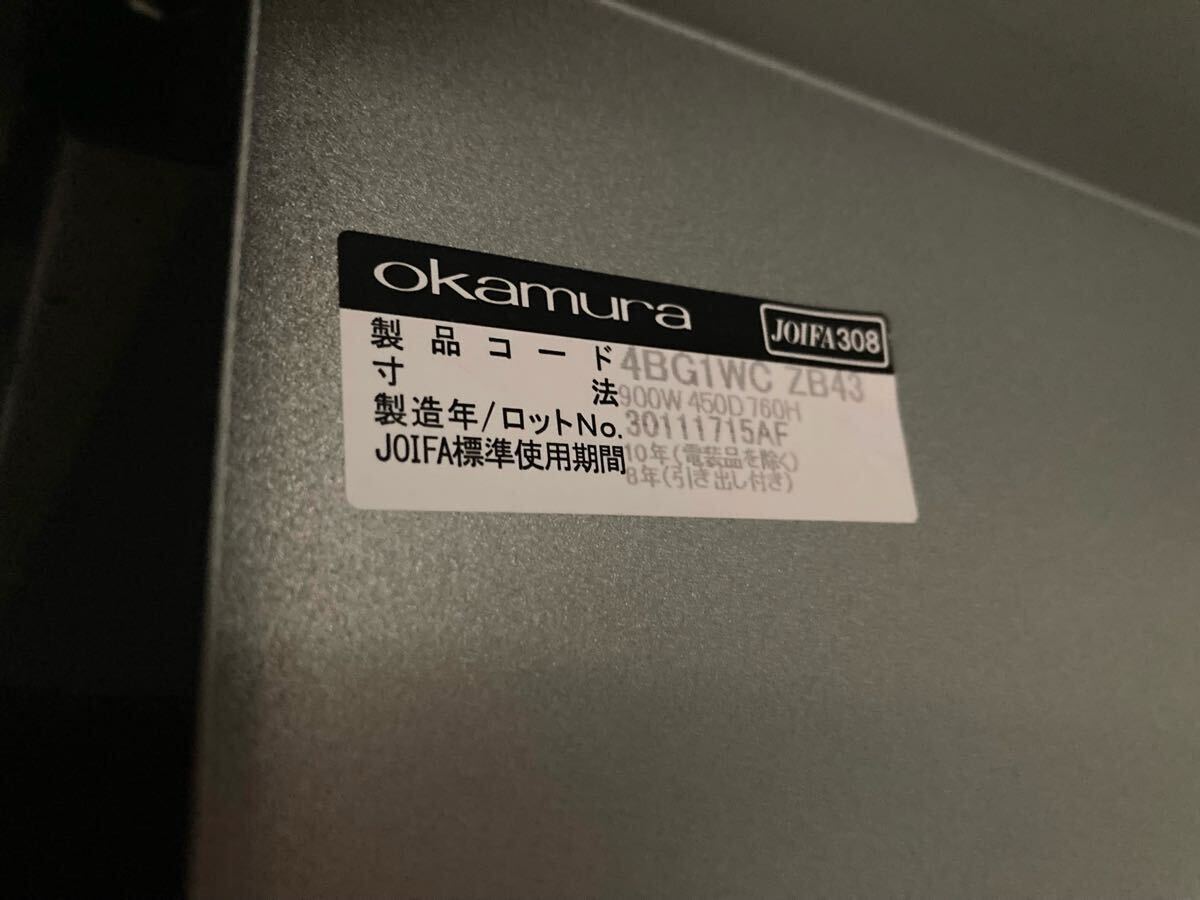 okamura
JOIFA308
製品コード 4BG1WC ZB43
寸法 900W 450D 760H
製造年/ロットNo. 30111715AF
JOIFA標準使用期間 10年(電装品を除く)
8年(引き出し付き)